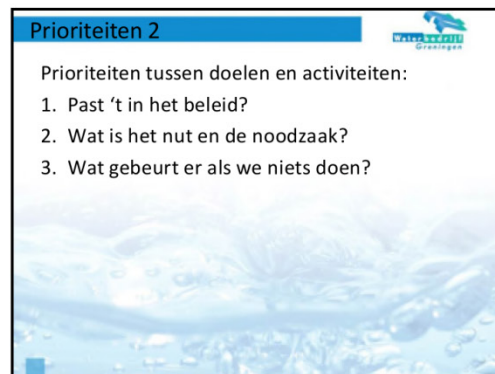 Prioriteiten 2
Waterbedrijf
Groningen
Prioriteiten tussen doelen en activiteiten:
1. Past ‘t in het beleid?
2. Wat is het nut en de noodzaak?
3. Wat gebeurt er als we niets doen?